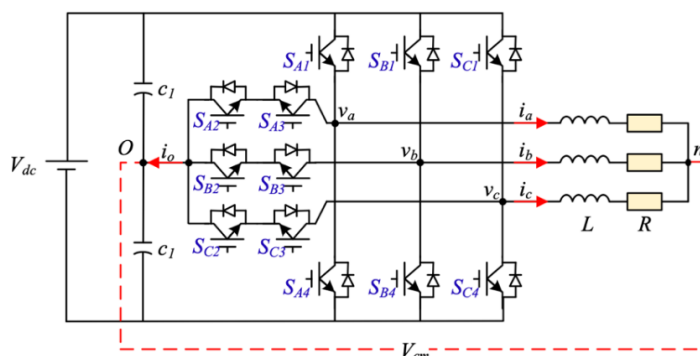 S_A1 S_B1 S_C1
c_1 S_A2 S_A3 v_a i_a
O i_o v_b i_b n
V_dc S_B2 S_B3 v_c i_c
c_1 S_C2 S_C3 L R
S_A4 S_B4 S_C4
V_cm